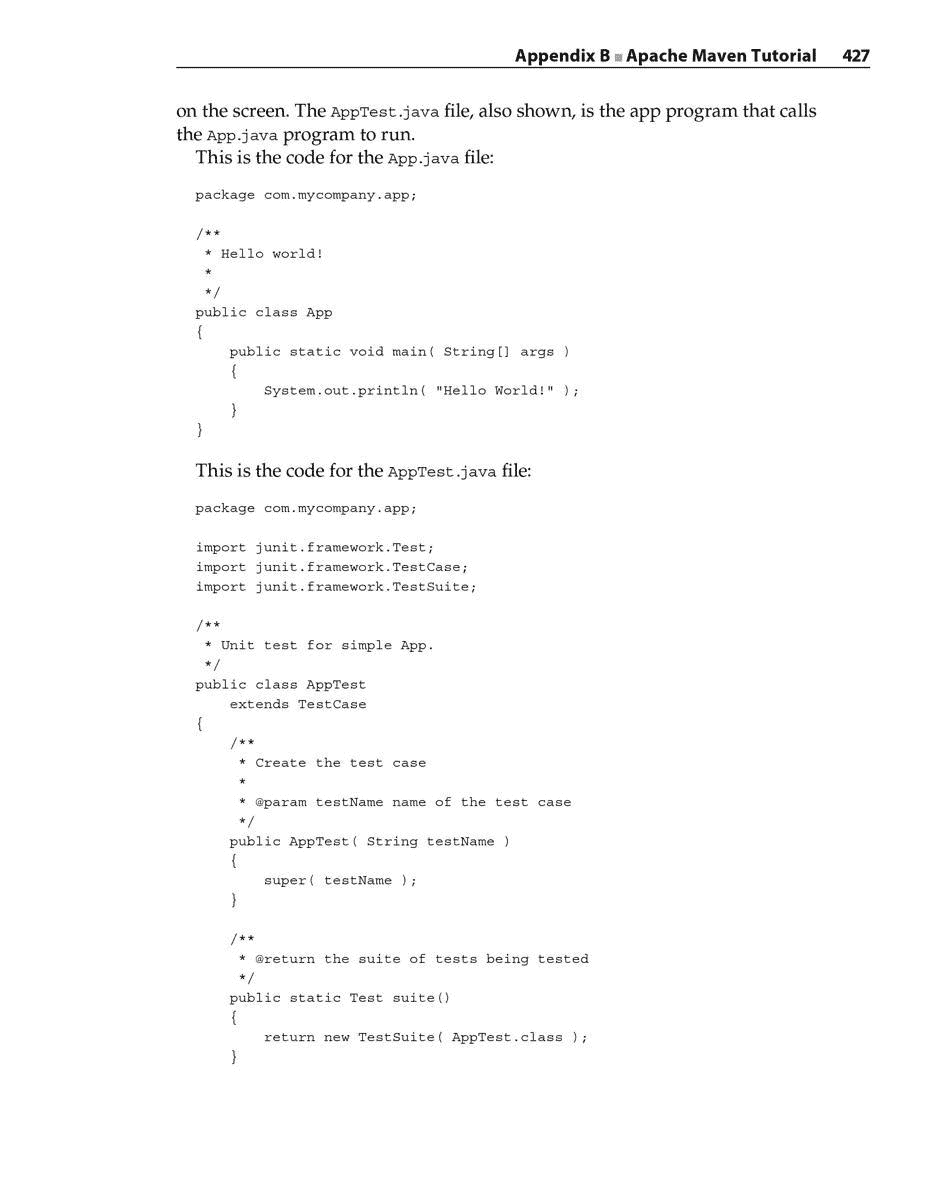 Appendix B ■ Apache Maven Tutorial 427
on the screen. The AppTest.java file, also shown, is the app program that calls
the App.java program to run.
This is the code for the App.java file:
package com.mycompany.app;
/**
 * Hello world!
 *
 */
public class App
{
    public static void main( String[] args )
    {
        System.out.println( "Hello World!" );
    }
}
This is the code for the AppTest.java file:
package com.mycompany.app;
import junit.framework.Test;
import junit.framework.TestCase;
import junit.framework.TestSuite;
/**
 * Unit test for simple App.
 */
public class AppTest
    extends TestCase
{
    /**
     * Create the test case
     *
     * @param testName name of the test case
     */
    public AppTest( String testName )
    {
        super( testName );
    }
    /**
     * @return the suite of tests being tested
     */
    public static Test suite()
    {
        return new TestSuite( AppTest.class );
    }